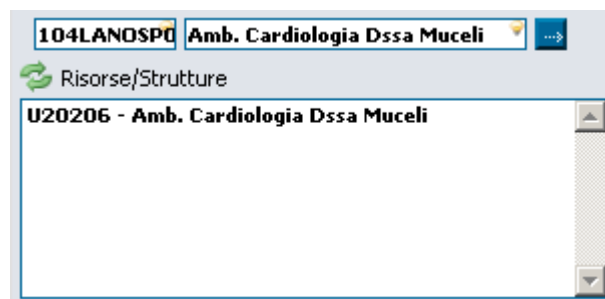 104LANOSP0 Amb. Cardiologia Dssa Muceli
Risorse/Strutture
U20206 - Amb. Cardiologia Dssa Muceli